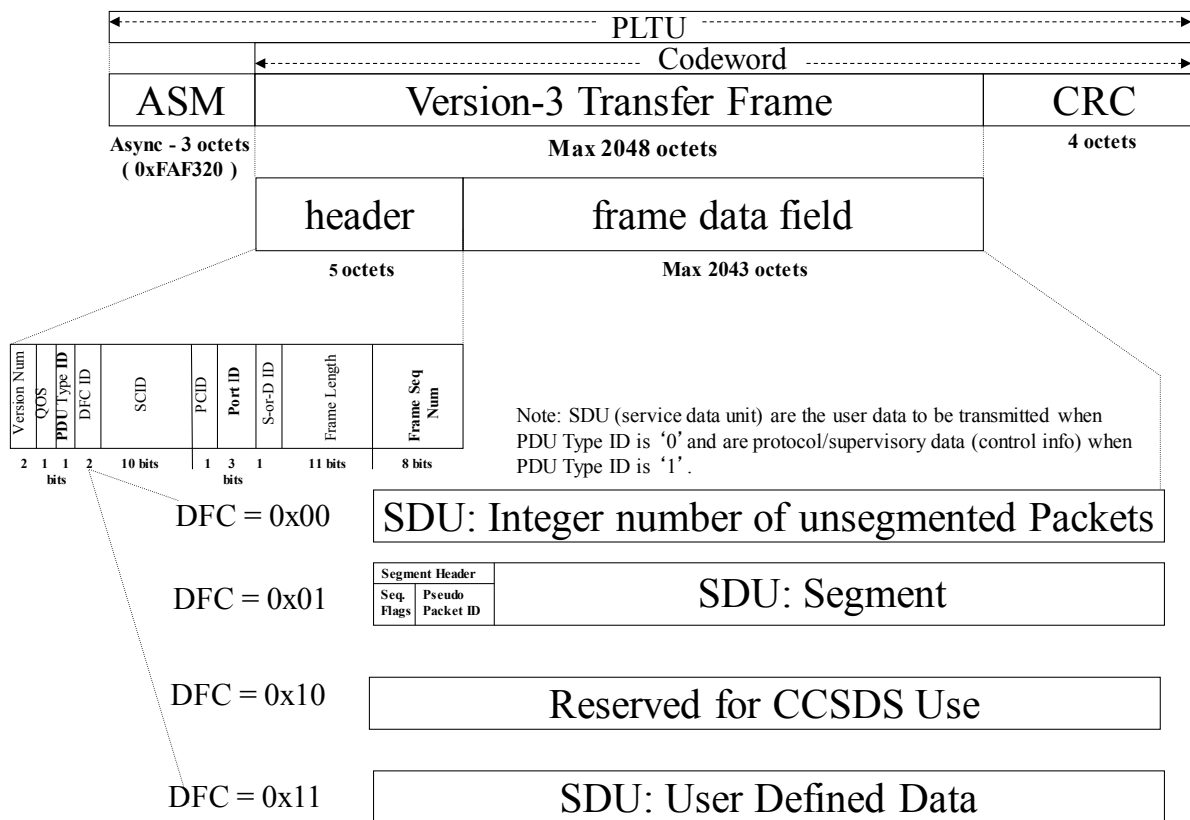 PLTU
Codeword
ASM
Version-3 Transfer Frame
CRC
Async - 3 octets
( 0xFAF320 )
Max 2048 octets
4 octets
header
frame data field
5 octets
Max 2043 octets
Version Num
QOS
PDU Type ID
DFC ID
SCID
PCID
Port ID
S-or-D ID
Frame Length
Frame Seq
Num
2 1 1 2 10 bits 1 3 1 11 bits 8 bits
bits bits
Note: SDU (service data unit) are the user data to be transmitted when
PDU Type ID is ‘0’ and are protocol/supervisory data (control info) when
PDU Type ID is ‘1’.
DFC = 0x00
SDU: Integer number of unsegmented Packets
DFC = 0x01
Segment Header
Seq. Flags
Pseudo Packet ID
SDU: Segment
DFC = 0x10
Reserved for CCSDS Use
DFC = 0x11
SDU: User Defined Data